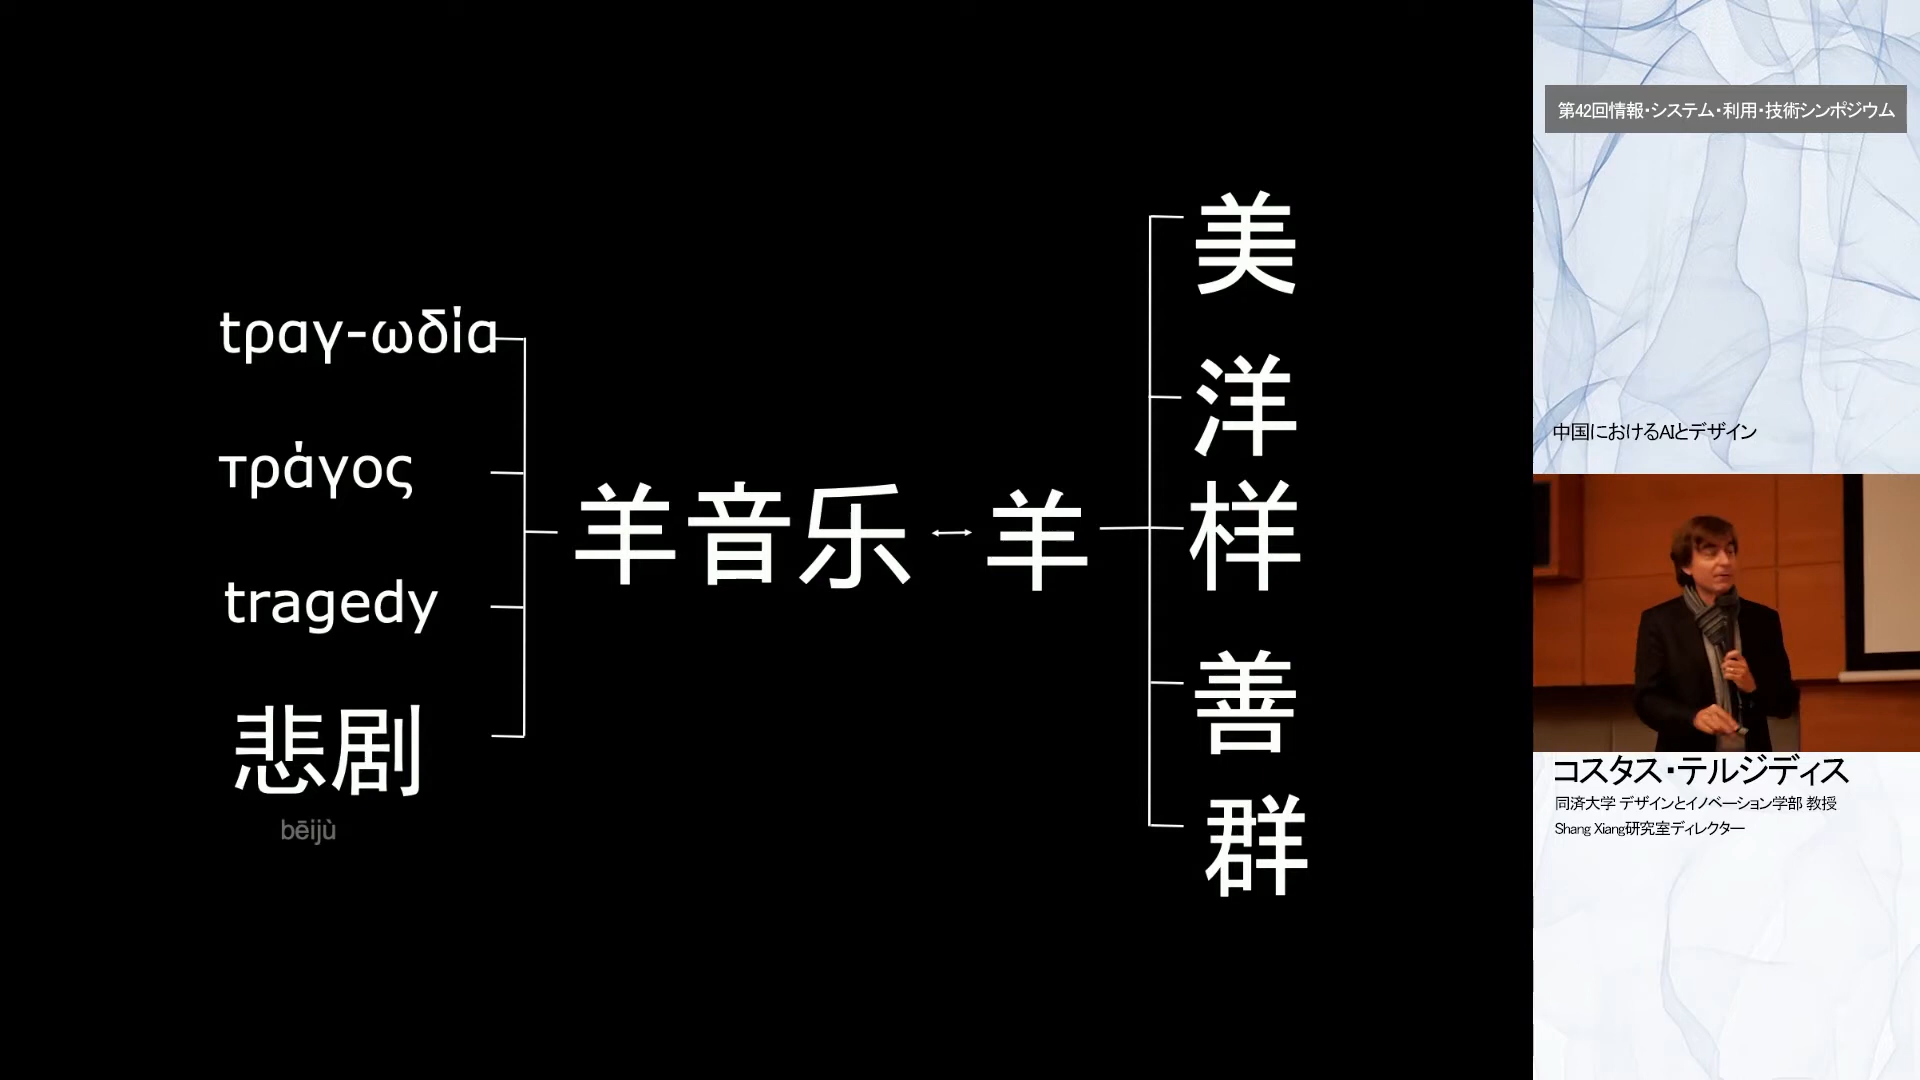 tραγ-ωδία
τράγος
tragedy
悲剧
bēijù
羊音乐
羊
美
洋
样
善
群
第42回情報・システム・利用・技術シンポジウム
中国におけるAIとデザイン
コスタス・テルジディス
同済大学 デザインとイノベーション学部 教授
Shang Xiang研究室ディレクター